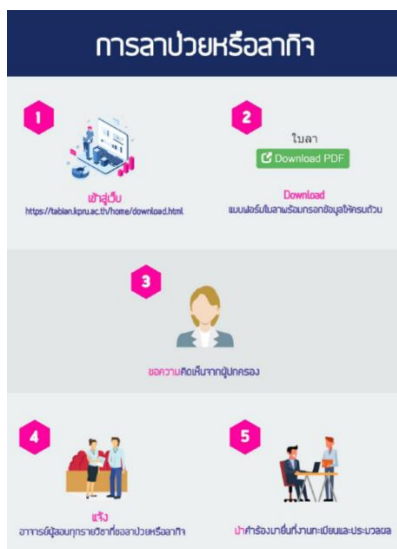 การลาป่วยหรือลากิจ
1
เข้าสู่เว็บ
https://tabian.kpru.ac.th/home/download.html
2
ใบลา
Download PDF
Download
แบบฟอร์มใบลาพร้อมกรอกข้อมูลให้ครบถ้วน
3
ขอความคิดเห็นจากผู้ปกครอง
4
แจ้ง
อาจารย์ผู้สอนทุกรายวิชาที่ขอลาป่วยหรือลากิจ
5
นำคำร้องมายื่นที่งานทะเบียนและประมวลผล